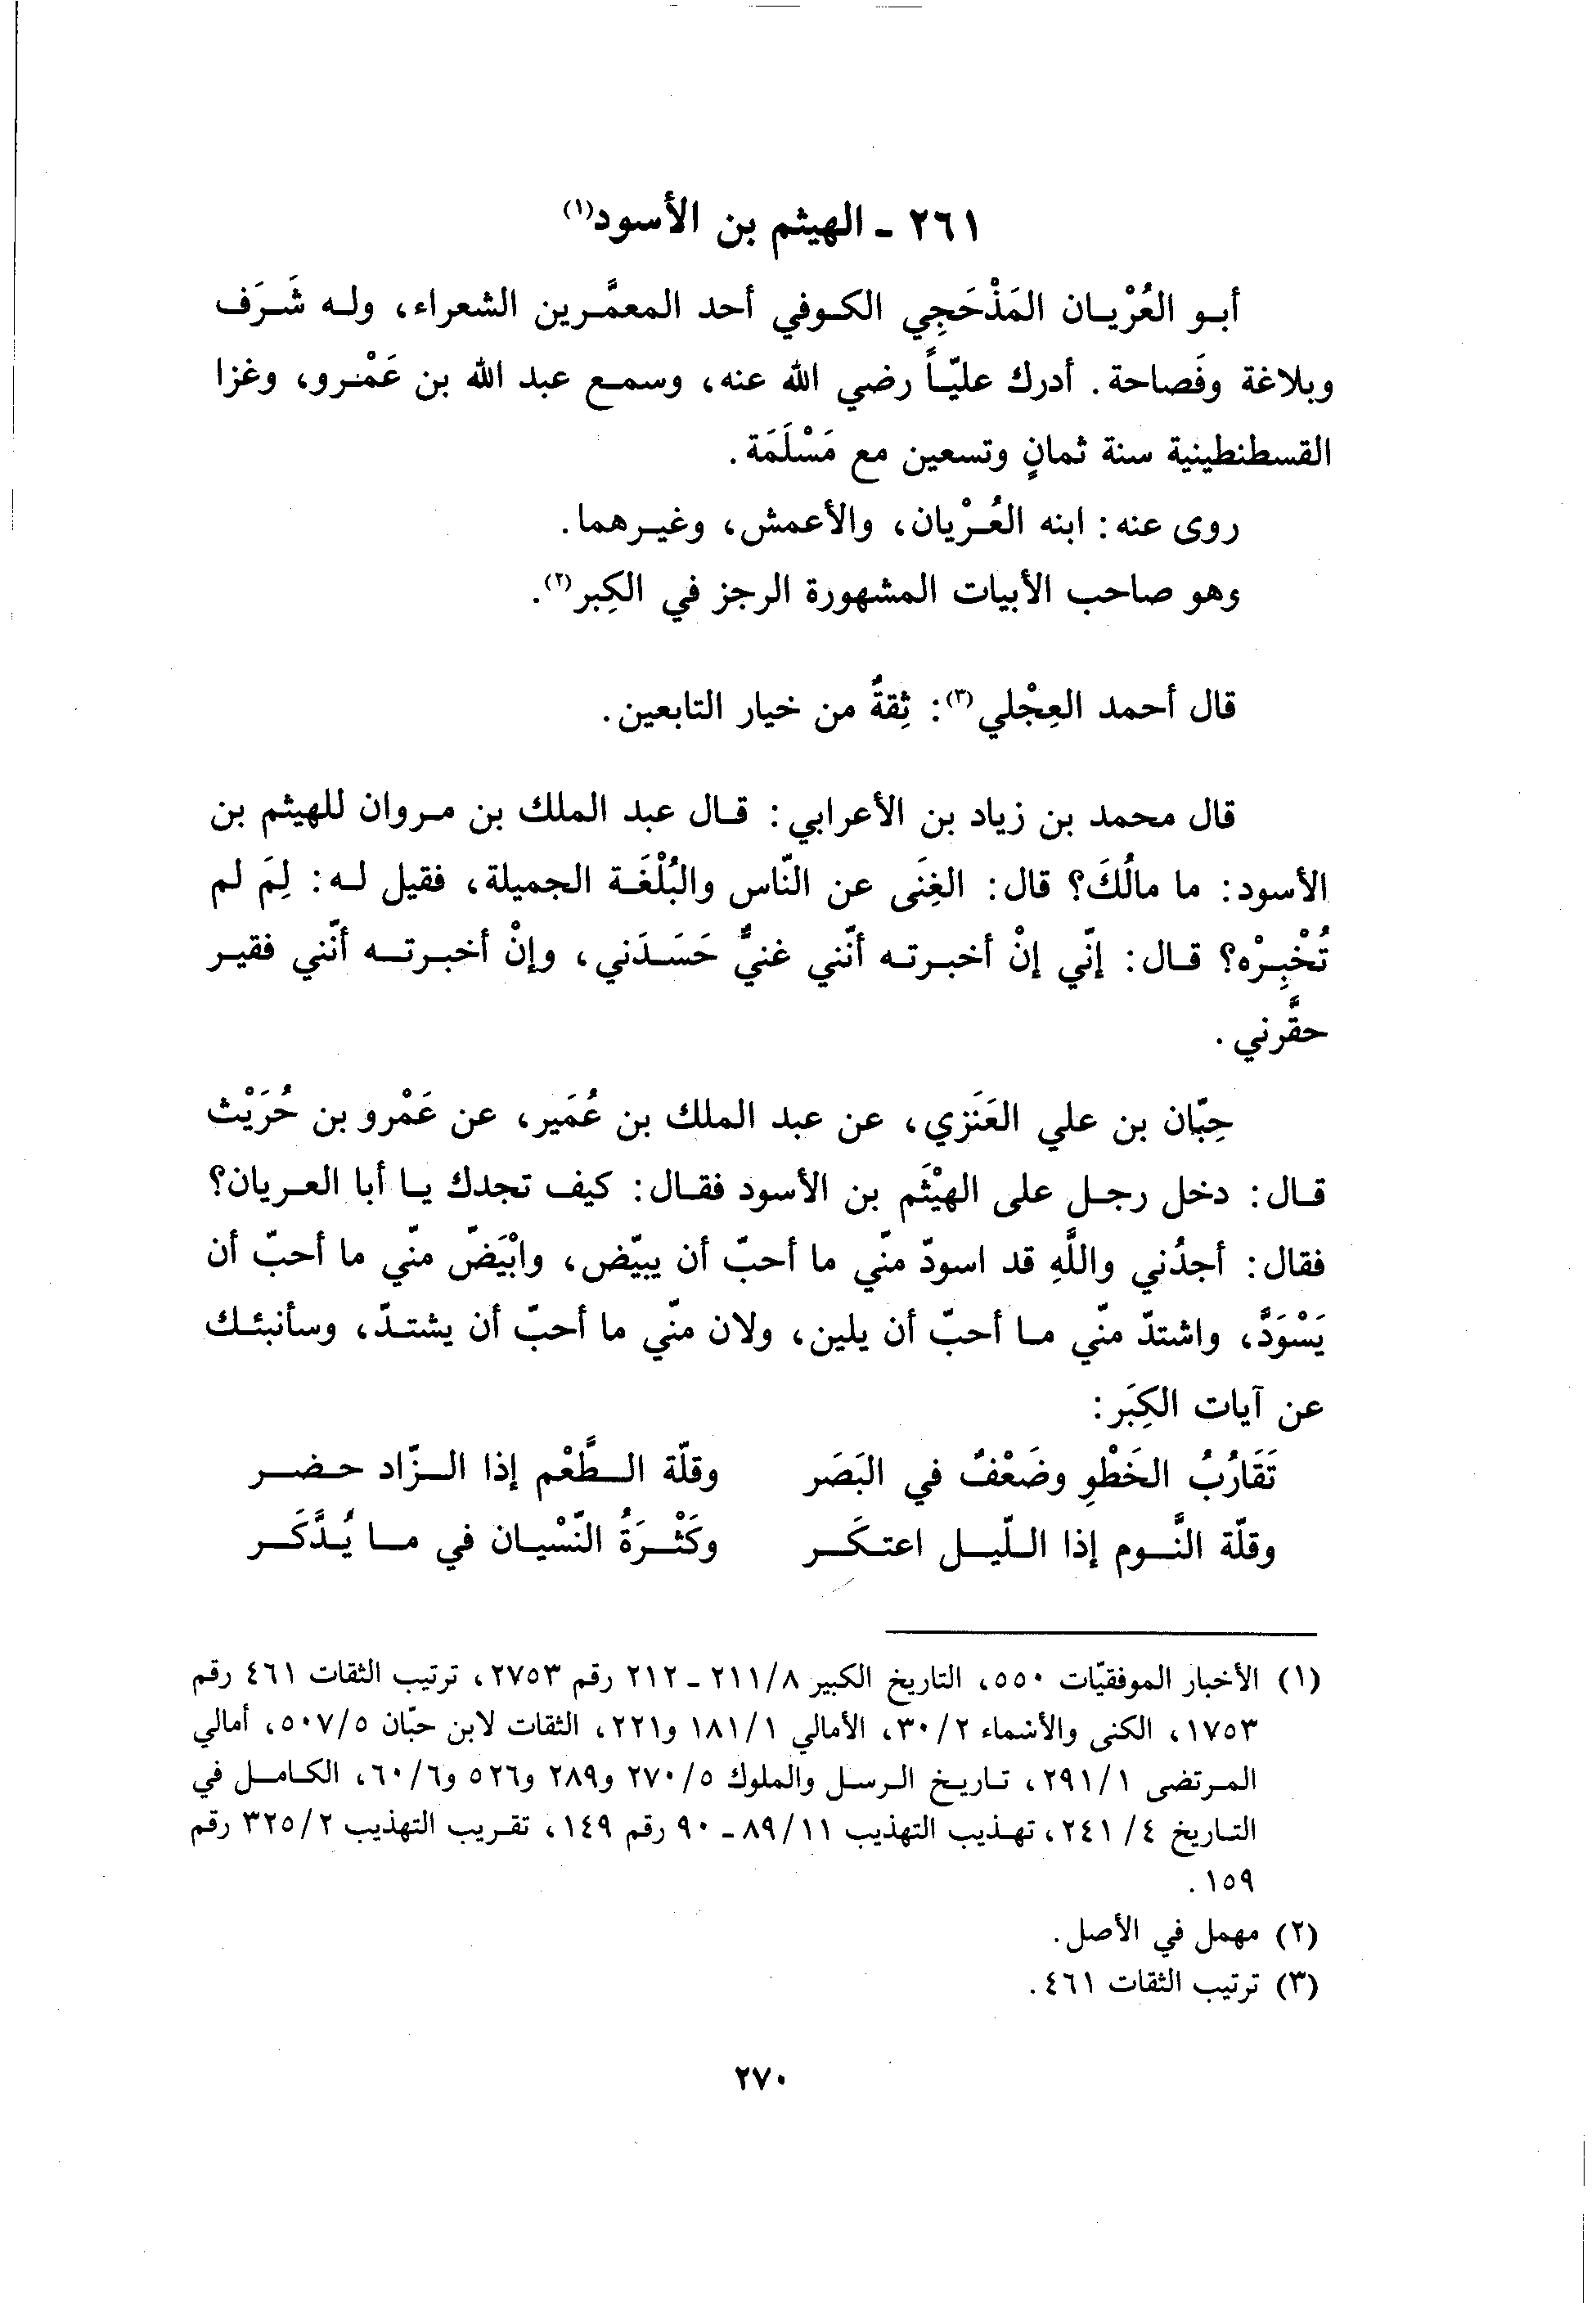 ٢٦١ - الهيثم بن الأسود(١)
أبو العُرْيان المَذْحَجِي الكوفي أحد المعمَّرين الشعراء، وله شَرَف
وبلاغة وفَصاحة. أدرك عليّاً رضي الله عنه، وسمع عبد الله بن عَمْرو، وغزا
القسطنطينية سنة ثمانٍ وتسعين مع مَسْلَمَة.
روى عنه: ابنه العُرْيان، والأعمش، وغيرهما.
وهو صاحب الأبيات المشهورة الرجز في الكِبر(٢).
قال أحمد العِجْلي(٣): ثِقةٌ من خيار التابعين.
قال محمد بن زياد بن الأعرابي: قال عبد الملك بن مروان للهيثم بن
الأسود: ما مالُكَ؟ قال: الغِنَى عن النّاس والبُلْغَة الجميلة، فقيل له: لِمَ لم
تُخْبِرْه؟ قال: إنّي إنْ أخبرته أنّني غنيٌّ حَسَدَني، وإنْ أخبرته أنّني فقير
حقَّرني.
حِبّان بن علي العَنَزي، عن عبد الملك بن عُمَير، عن عَمْرو بن حُرَيْث
قال: دخل رجل على الهيْثَم بن الأسود فقال: كيف تجدك يا أبا العريان؟
فقال: أجدُني واللَّهِ قد اسودّ منّي ما أحبّ أن يبيّض، وابْيَضّ منّي ما أحبّ أن
يَسْوَدَّ، واشتدّ منّي ما أحبّ أن يلين، ولان منّي ما أحبّ أن يشتدّ، وسأنبئك
عن آيات الكِبَر:
تَقَارُبُ الخَطْوِ وضَعْفٌ في البَصَر وقلّة الطَّعْم إذا الزّاد حضر
وقلّة النَّوم إذا اللّيل اعتكَر وكَثْرَةُ النّسْيان في ما يُذَّكَر
(١) الأخبار الموفقيّات ٥٥٠، التاريخ الكبير ٢١١/٨ - ٢١٢ رقم ٢٧٥٣، ترتيب الثقات ٤٦١ رقم
١٧٥٣، الكنى والأسماء ٣٠/٢، الأمالي ١٨١/١ و٢٢١، الثقات لابن حبّان ٥٠٧/٥، أمالي
المرتضى ٢٩١/١، تاريخ الرسل والملوك ٢٧٠/٥ و٢٨٩ و٥٢٦ و٦٠/٦، الكامل في
التاريخ ٢٤١/٤، تهذيب التهذيب ٨٩/١١ - ٩٠ رقم ١٤٩، تقريب التهذيب ٣٢٥/٢ رقم
١٥٩.
(٢) مهمل في الأصل.
(٣) ترتيب الثقات ٤٦١.
٢٧٠